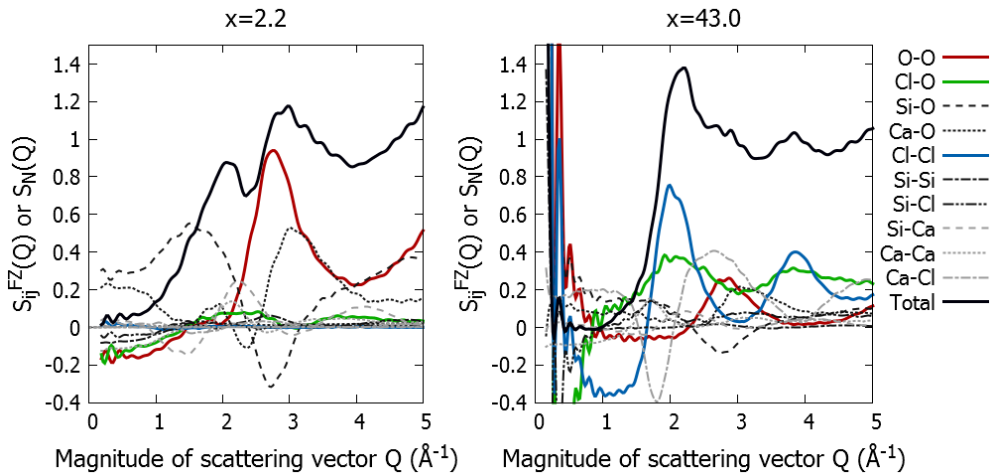 x=2.2
x=43.0
S_ij^FZ(Q) or S_N(Q)
1.4
1.2
1
0.8
0.6
0.4
0.2
0
-0.2
-0.4
0 1 2 3 4 5
Magnitude of scattering vector Q (Å⁻¹)
S_ij^FZ(Q) or S_N(Q)
1.4
1.2
1
0.8
0.6
0.4
0.2
0
-0.2
-0.4
0 1 2 3 4 5
Magnitude of scattering vector Q (Å⁻¹)
O-O
Cl-O
Si-O
Ca-O
Cl-Cl
Si-Si
Si-Cl
Si-Ca
Ca-Ca
Ca-Cl
Total